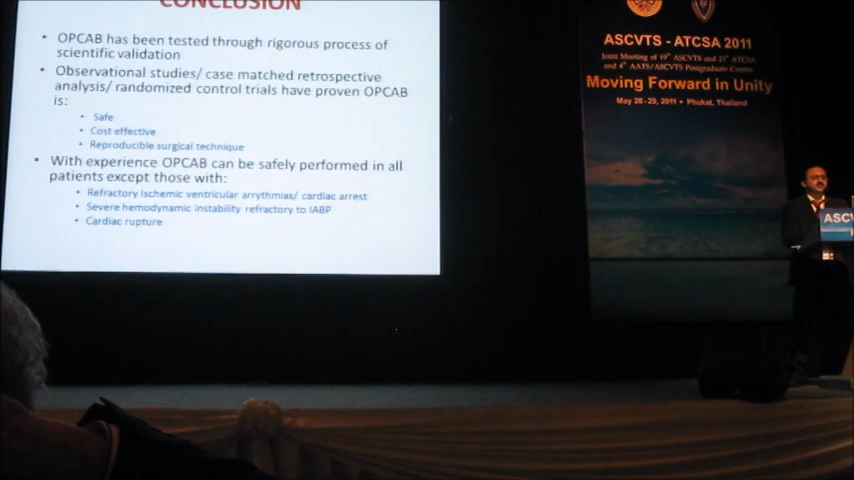 CONCLUSION
• OPCAB has been tested through rigorous process of
scientific validation
• Observational studies/ case matched retrospective
analysis/ randomized control trials have proven OPCAB
is:
• Safe
• Cost effective
• Reproducible surgical technique
• With experience OPCAB can be safely performed in all
patients except those with:
• Refractory Ischemic ventricular arrythmias/ cardiac arrest
• Severe hemodynamic instability refractory to IABP
• Cardiac rupture
ASCVTS - ATCSA 2011
Joint Meeting of 19th ASCVTS and 21st ATCSA
and 4th AATS/ASCVTS Postgraduate Course
Moving Forward in Unity
May 26-29, 2011 • Phuket, Thailand
ASCV